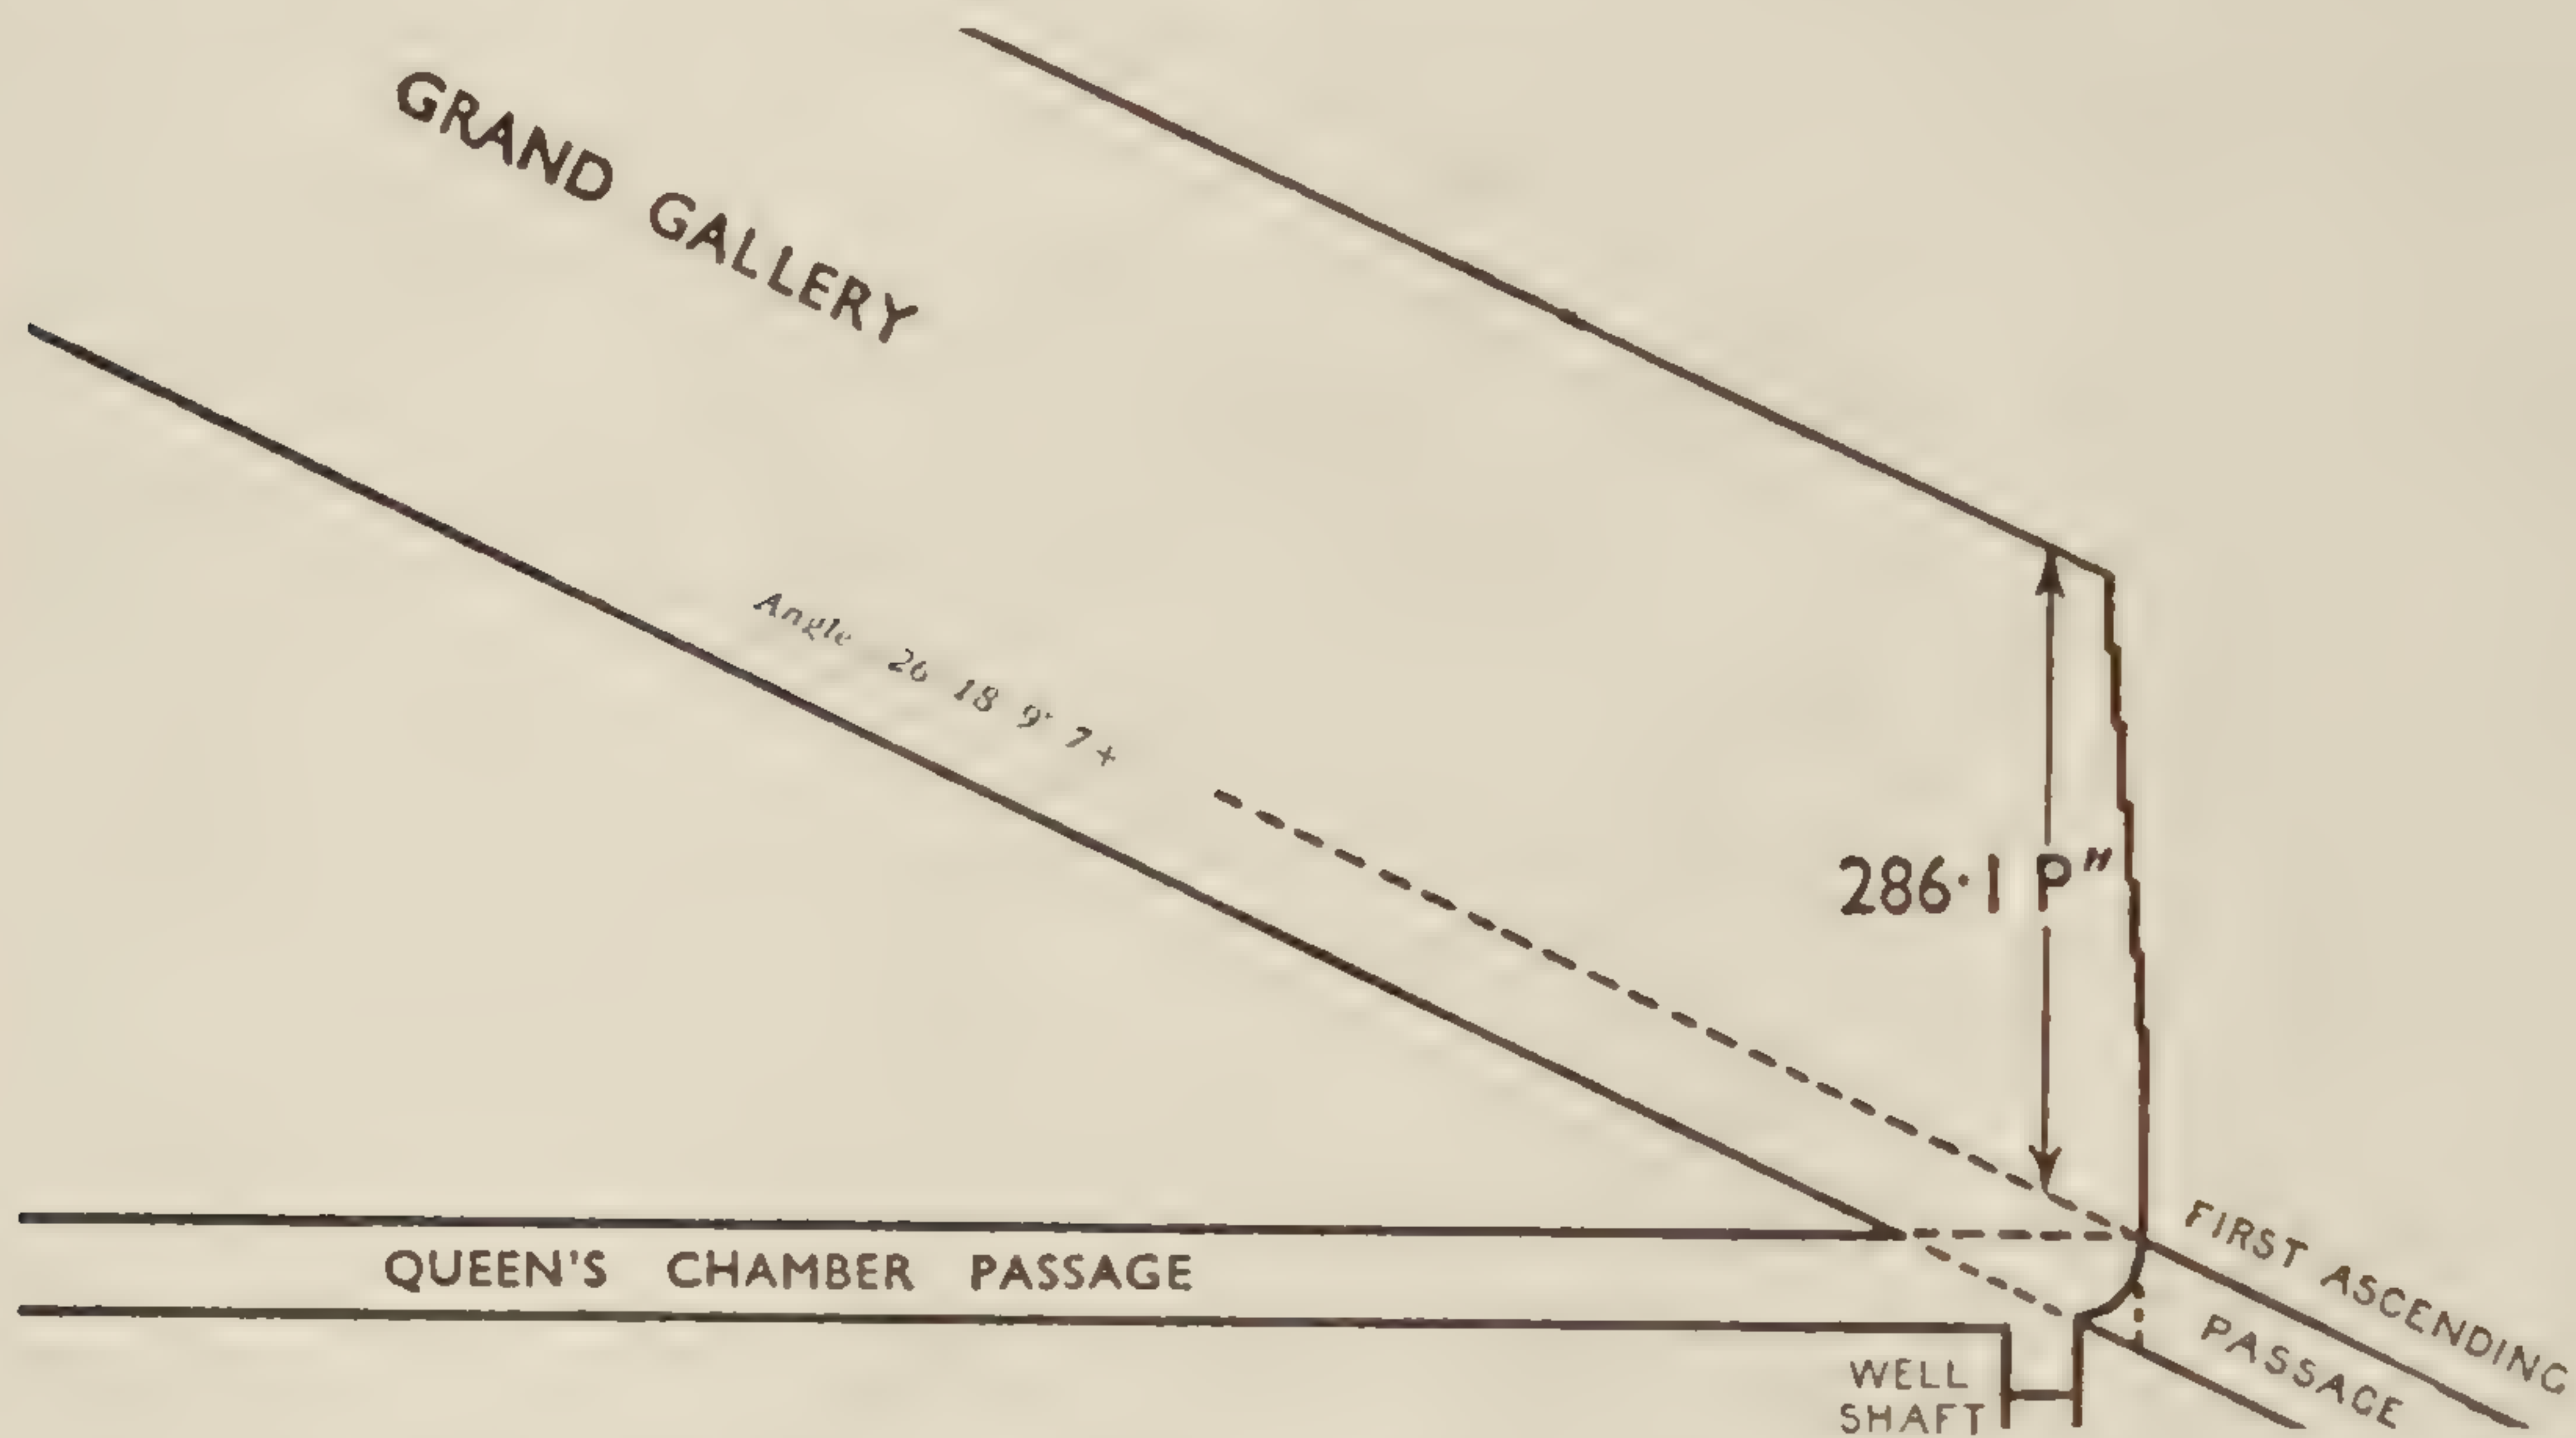 GRAND GALLERY
Angle 26 18 9· 7+
286·1 P"
QUEEN'S CHAMBER PASSAGE
FIRST ASCENDING
PASSAGE
WELL
SHAFT